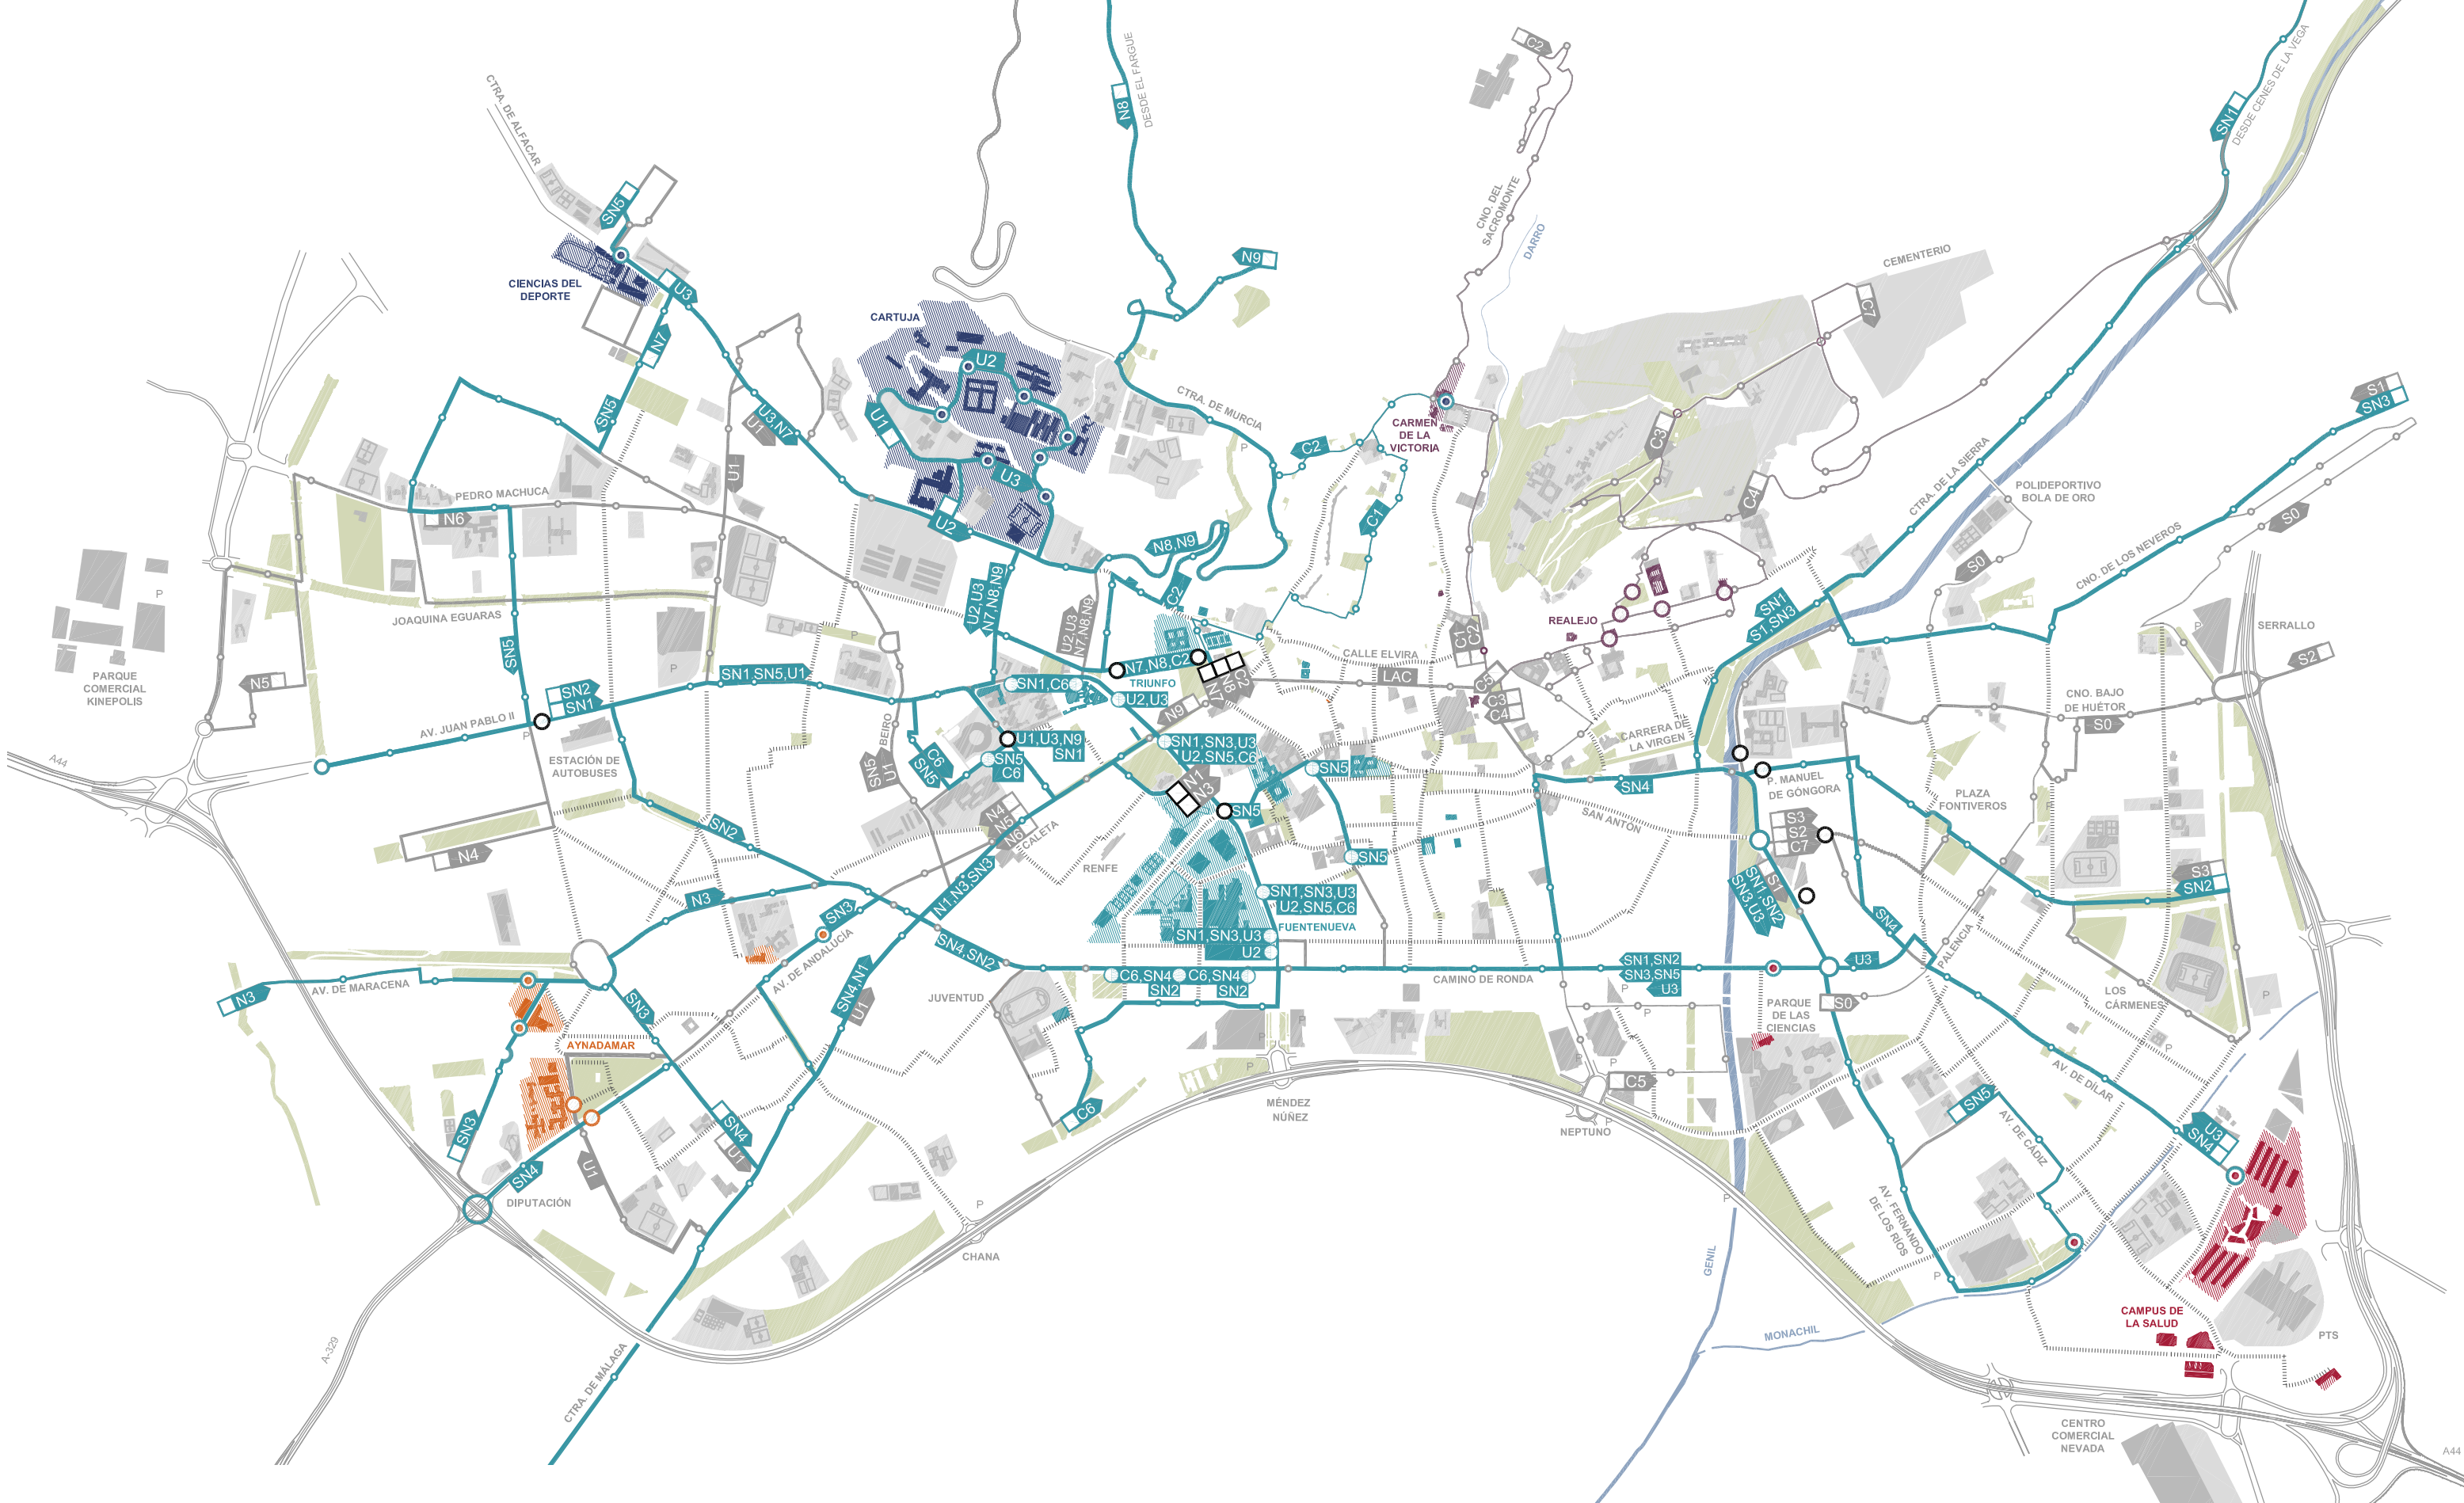 C2
CTRA. DE ALFACAR
DESDE EL FARGUE
N8
SN1
DESDE CENES DE LA VEGA
SN5
CNO. DEL
SACROMONTE
DARRO
CIENCIAS DEL
DEPORTE
U3
N9
CEMENTERIO
C7
N7
CARTUJA
U2
CTRA. DE MURCIA
P
U1
U3,N7
U1
SN5
U1
U3
U2
C2
CARMEN
DE LA
VICTORIA
C3
C4
C1
S1
SN3
CTRA. DE LA SIERRA
POLIDEPORTIVO
BOLA DE ORO
S0
S0
CNO. DE LOS NEVEROS
PEDRO MACHUCA
N6
N8,N9
C2
U2,U3
N7,N8,N9
U2,U3
N7,N8,N9
JOAQUINA EGUARAS
P
PARQUE
COMERCIAL
KINEPOLIS
N5
SN5
P
P
SN2
SN1
SN1,SN5,U1
AV. JUAN PABLO II
P
ESTACIÓN DE
AUTOBUSES
SN1,C6
N7,N8,C2
TRIUNFO
U2,U3
N7
N8
C2
N9
CALLE ELVIRA
LAC
C1
C2
C5
C3
C4
REALEJO
SN1
S1,SN3
SERRALLO
P
S2
CNO. BAJO
DE HUÉTOR
S0
CARRERA DE
LA VIRGEN
A44
BEIRO
SN5
U1
C6
SN5
U1,U3,N9
SN1
SN5
C6
SN1,SN3,U3
U2,SN5,C6
N1
N3
SN5
SN5
SN4
P. MANUEL
DE GÓNGORA
PLAZA
FONTIVEROS
P
SAN ANTÓN
S3
S2
C7
S1
SN1,SN2
SN3,U3
S3
SN2
N4
SN2
N4
N5
N6
CALETA
RENFE
SN5
N3
SN3
N1,N3,SN3
SN1,SN3,U3
U2,SN5,C6
SN1,SN3,U3
FUENTENUEVA
U2
SN4
PALENCIA
U3
SN4,SN2
C6,SN4
SN2
C6,SN4
SN2
CAMINO DE RONDA
SN1,SN2
SN3,SN5
U3
AV. DE MARACENA
N3
AV. DE ANDALUCÍA
SN4,N1
U1
JUVENTUD
SN3
AYNADAMAR
PARQUE
DE LAS
CIENCIAS
S0
LOS
CÁRMENES
P
P
P
P
P
P
P
P
P
MÉNDEZ
NÚÑEZ
C5
NEPTUNO
P
C6
SN4
U1
SN3
SN4
U1
DIPUTACIÓN
AV. DE DÍLAR
SN5
AV. DE CÁDIZ
U3
SN4
AV. FERNANDO
DE LOS RÍOS
P
P
P
CHANA
GENIL
MONACHIL
CAMPUS DE
LA SALUD
PTS
A-329
CTRA. DE MÁLAGA
CENTRO
COMERCIAL
NEVADA
A44